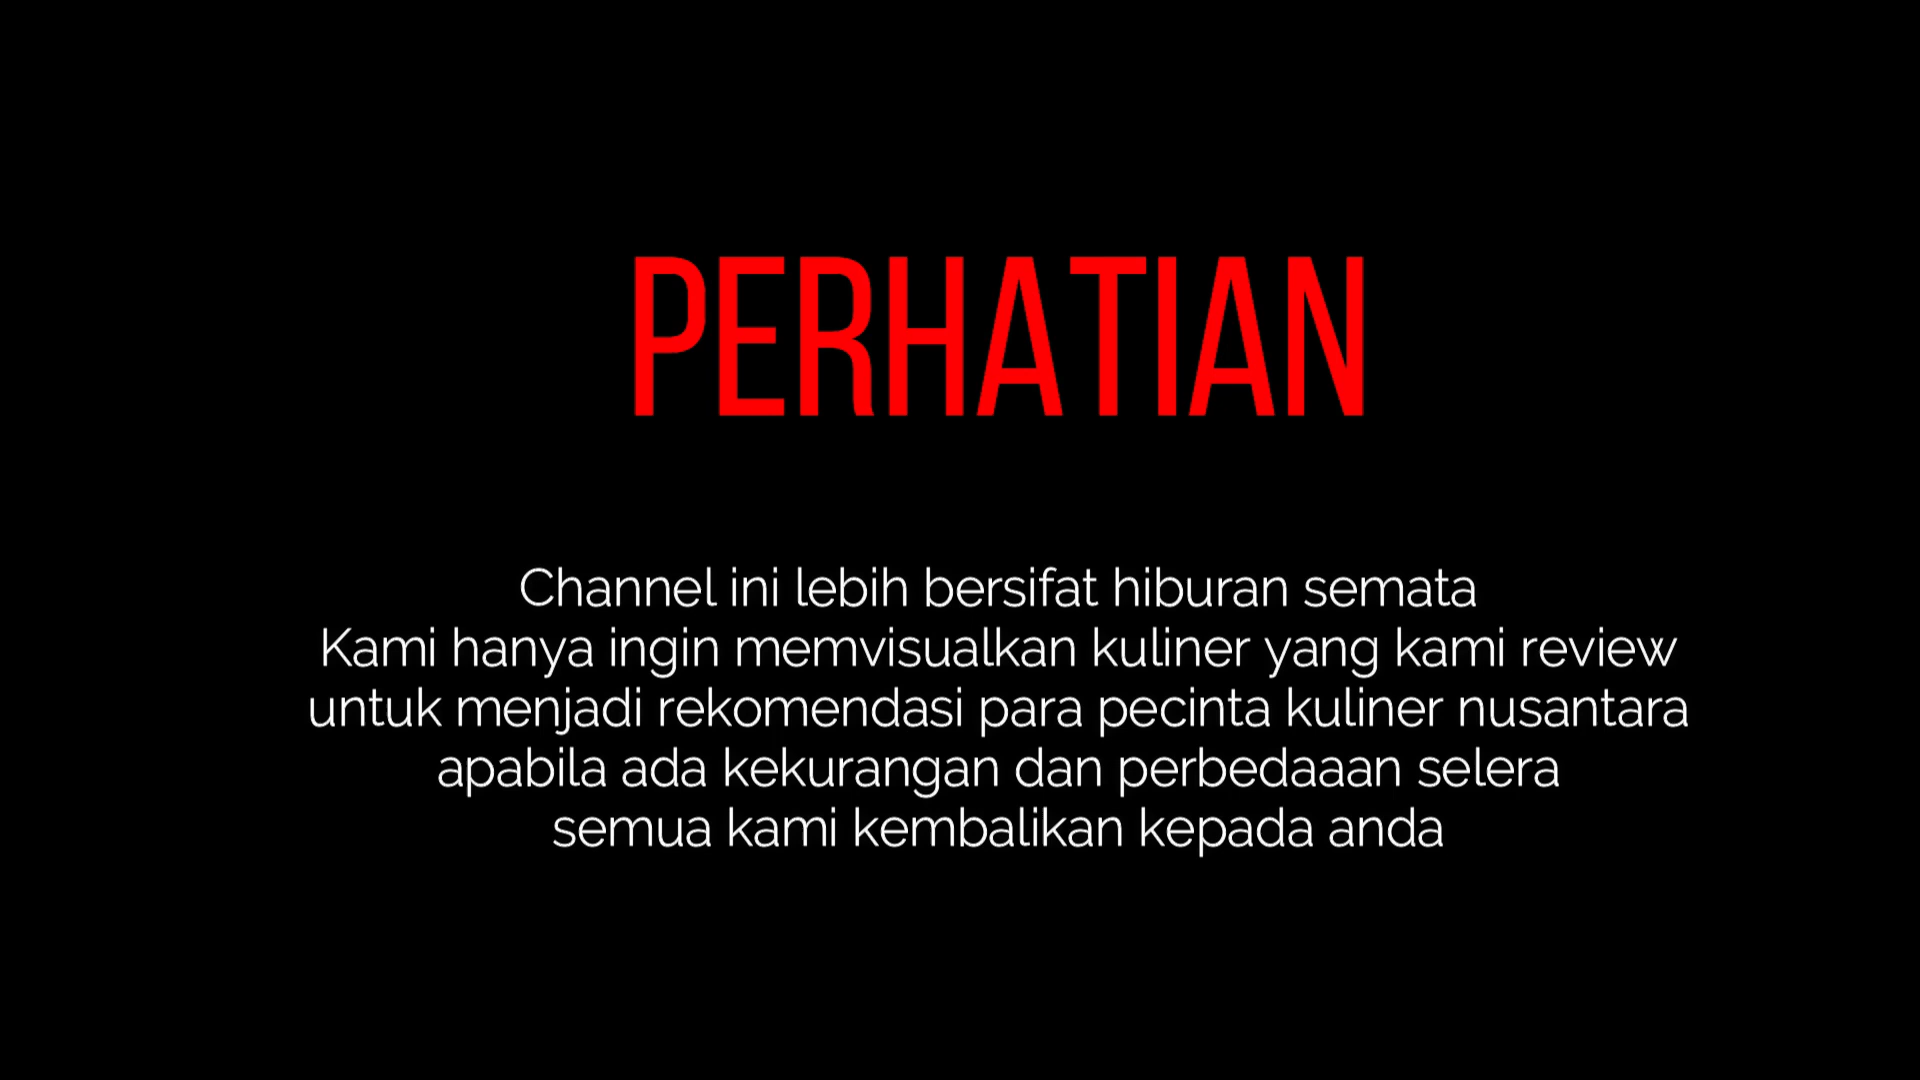 PERHATIAN
Channel ini lebih bersifat hiburan semata
Kami hanya ingin memvisualkan kuliner yang kami review
untuk menjadi rekomendasi para pecinta kuliner nusantara
apabila ada kekurangan dan perbedaaan selera
semua kami kembalikan kepada anda